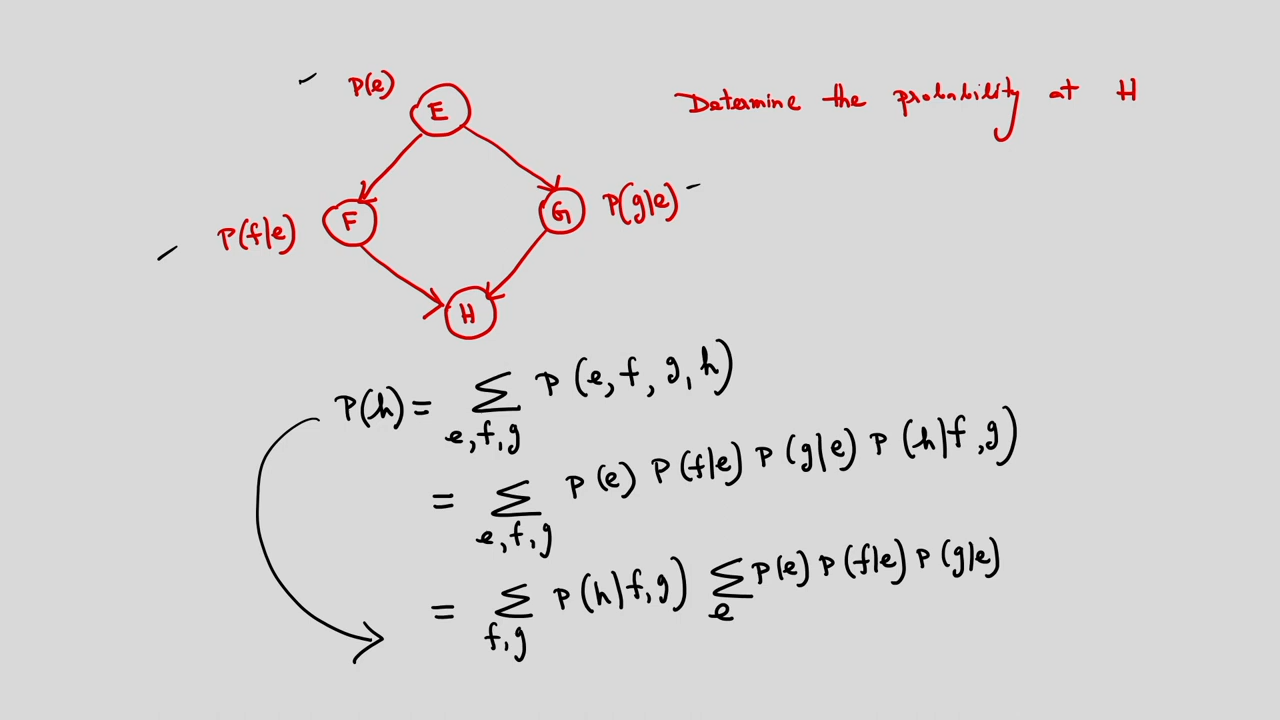 P(e)
E
Determine the probability at H
P(f|e)
F
G
P(g|e)
H
P(h) = ∑ P(e, f, g, h)
e, f, g
= ∑ P(e) P(f|e) P(g|e) P(h|f, g)
e, f, g
= ∑ P(h|f, g) ∑ P(e) P(f|e) P(g|e)
f, g e